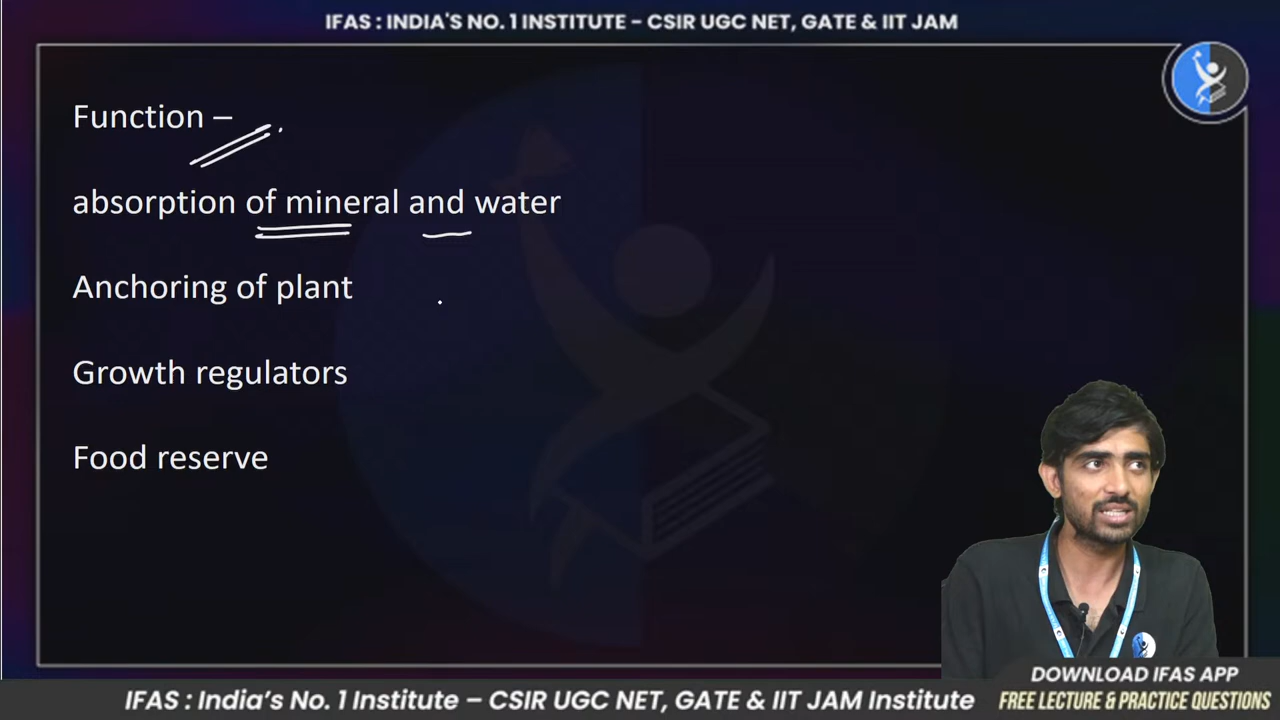 IFAS : INDIA'S NO. 1 INSTITUTE - CSIR UGC NET, GATE & IIT JAM
Function –
absorption of mineral and water
Anchoring of plant
Growth regulators
Food reserve
DOWNLOAD IFAS APP
IFAS : India's No. 1 Institute – CSIR UGC NET, GATE & IIT JAM Institute
FREE LECTURE & PRACTICE QUESTIONS